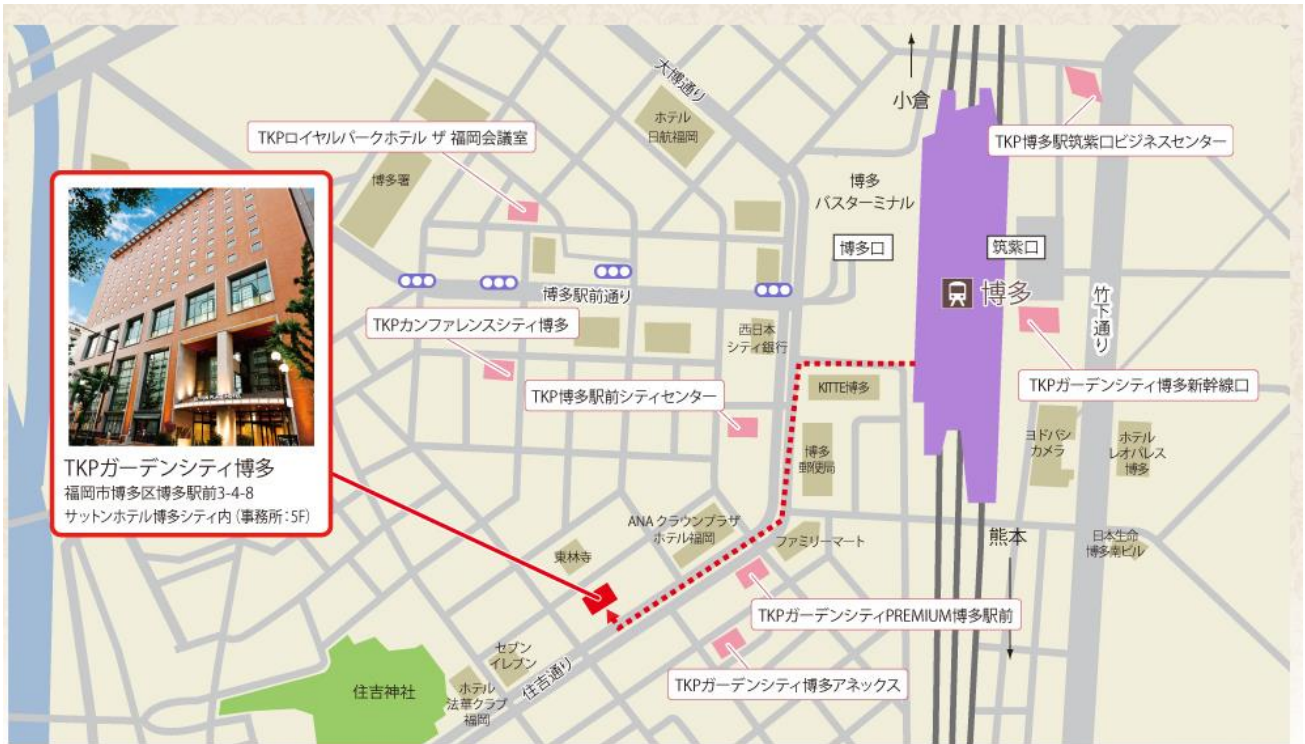 大博通り
小倉
ホテル
日航福岡
TKPロイヤルパークホテル ザ 福岡会議室
TKP博多駅筑紫口ビジネスセンター
博多署
博多
バスターミナル
博多口
筑紫口
博多
竹下通り
博多駅前通り
TKPカンファレンスシティ博多
西日本
シティ銀行
KITTE博多
TKPガーデンシティ博多新幹線口
TKP博多駅前シティセンター
博多
郵便局
ヨドバシ
カメラ
ホテル
レオパレス
博多
TKPガーデンシティ博多
福岡市博多区博多駅前3-4-8
サットンホテル博多シティ内(事務所:5F)
ANAクラウンプラザ
ホテル福岡
ファミリーマート
熊本
日本生命
博多南ビル
東林寺
TKPガーデンシティPREMIUM博多駅前
セブン
イレブン
住吉通り
TKPガーデンシティ博多アネックス
住吉神社
ホテル
法華クラブ
福岡